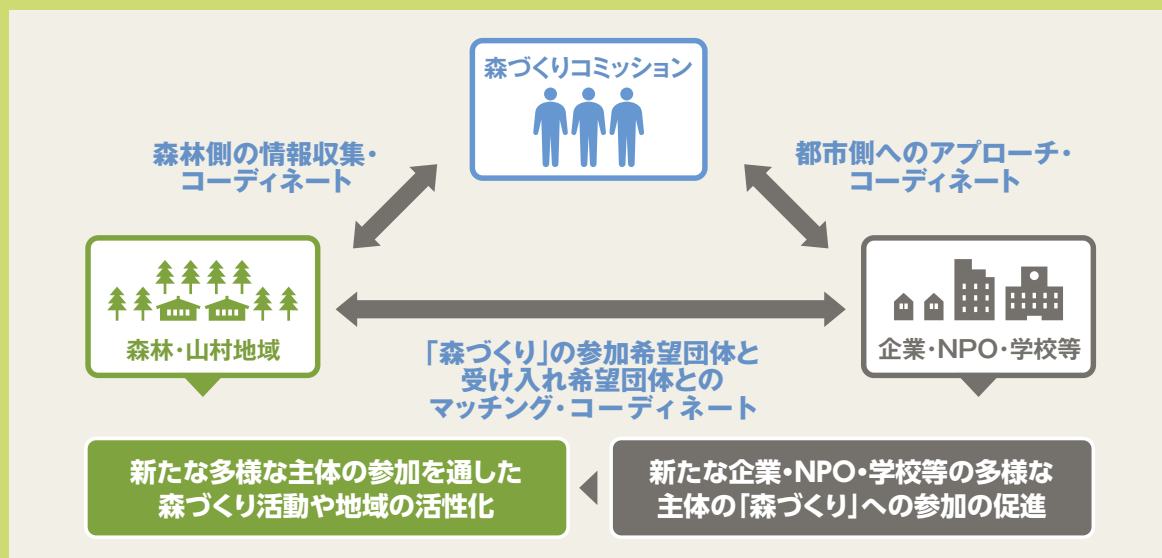 森づくりコミッション
森林側の情報収集・
コーディネート
都市側へのアプローチ・
コーディネート
森林・山村地域
企業・NPO・学校等
「森づくり」の参加希望団体と
受け入れ希望団体との
マッチング・コーディネート
新たな多様な主体の参加を通した
森づくり活動や地域の活性化
新たな企業・NPO・学校等の多様な
主体の「森づくり」への参加の促進